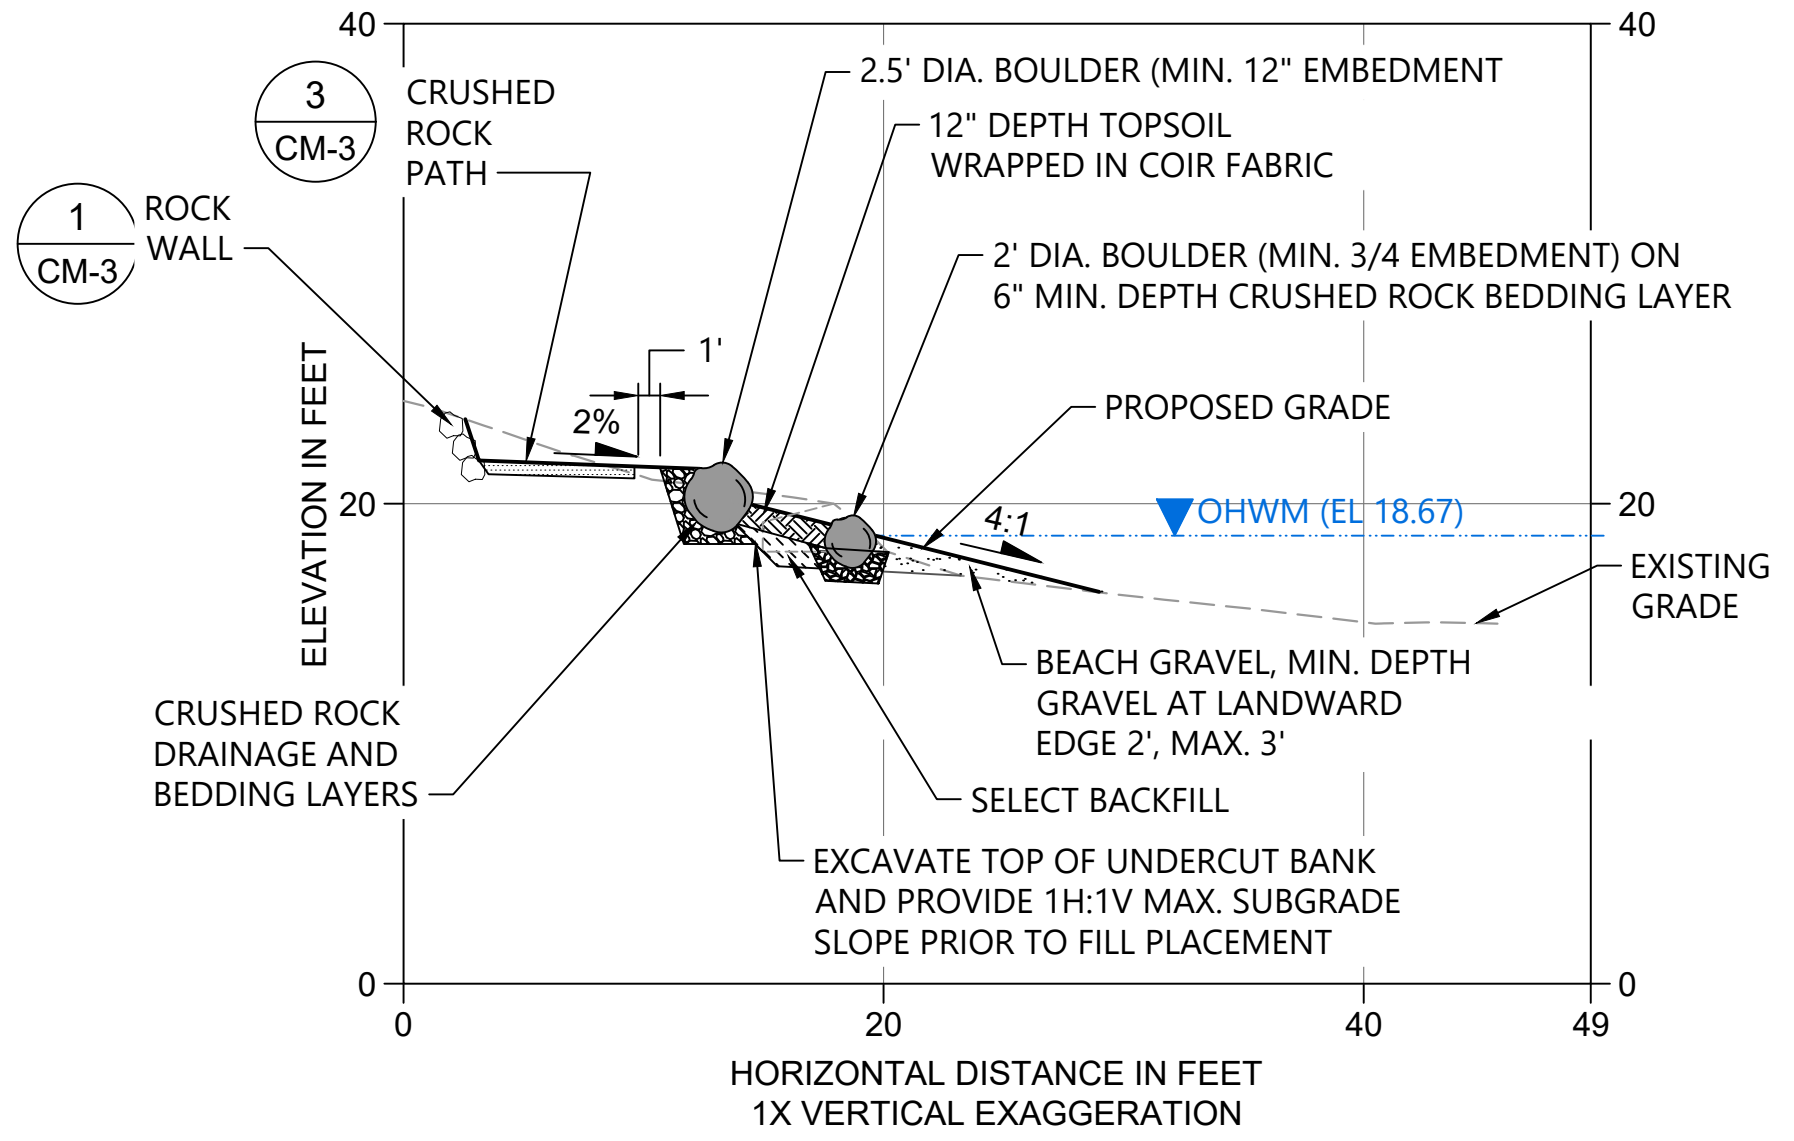 40
40
3
CM-3
CRUSHED
ROCK
PATH
2.5' DIA. BOULDER (MIN. 12" EMBEDMENT
12" DEPTH TOPSOIL
WRAPPED IN COIR FABRIC
1
CM-3
ROCK
WALL
2' DIA. BOULDER (MIN. 3/4 EMBEDMENT) ON
6" MIN. DEPTH CRUSHED ROCK BEDDING LAYER
1'
2%
PROPOSED GRADE
ELEVATION IN FEET
20
20
OHWM (EL 18.67)
4:1
EXISTING
GRADE
BEACH GRAVEL, MIN. DEPTH
GRAVEL AT LANDWARD
EDGE 2', MAX. 3'
CRUSHED ROCK
DRAINAGE AND
BEDDING LAYERS
SELECT BACKFILL
EXCAVATE TOP OF UNDERCUT BANK
AND PROVIDE 1H:1V MAX. SUBGRADE
SLOPE PRIOR TO FILL PLACEMENT
0
0
0
20
40
49
HORIZONTAL DISTANCE IN FEET
1X VERTICAL EXAGGERATION